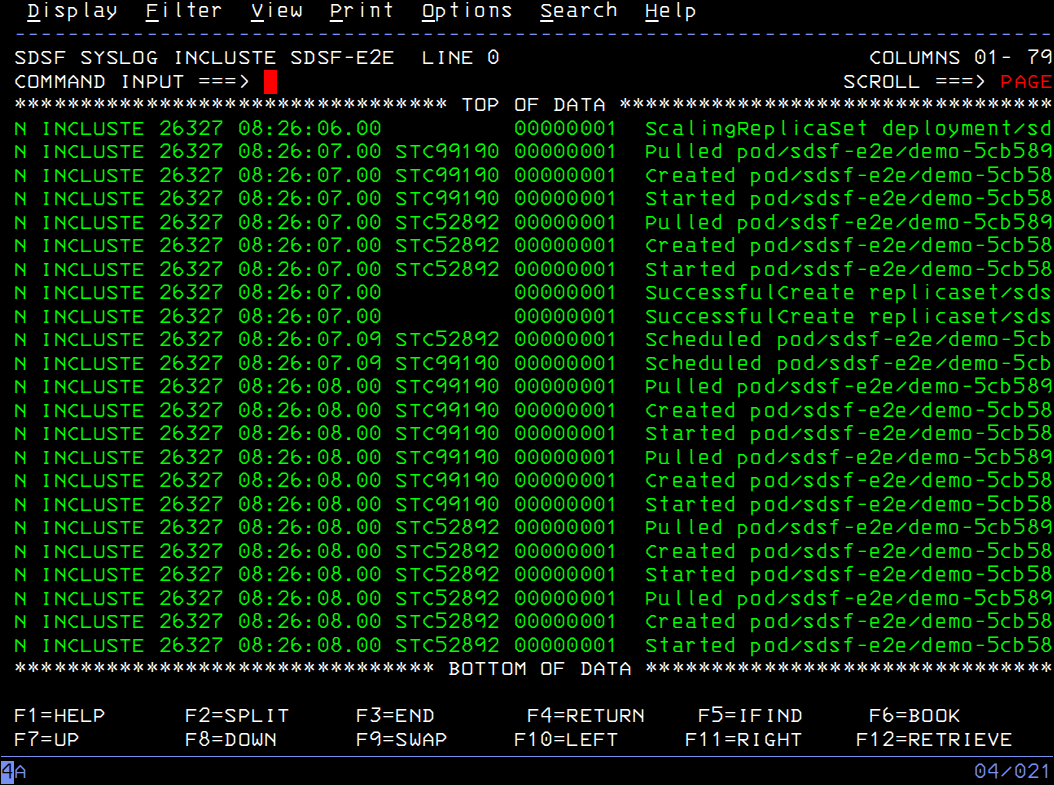 Display Filter View Print Options Search Help
SDSF SYSLOG INCLUSTE SDSF-E2E LINE 0 COLUMNS 01- 79
COMMAND INPUT ===> SCROLL ===> PAGE
********************************* TOP OF DATA *********************************
N INCLUSTE 26327 08:26:06.00 00000001 ScalingReplicaSet deployment/sd
N INCLUSTE 26327 08:26:07.00 STC99190 00000001 Pulled pod/sdsf-e2e/demo-5cb589
N INCLUSTE 26327 08:26:07.00 STC99190 00000001 Created pod/sdsf-e2e/demo-5cb58
N INCLUSTE 26327 08:26:07.00 STC99190 00000001 Started pod/sdsf-e2e/demo-5cb58
N INCLUSTE 26327 08:26:07.00 STC52892 00000001 Pulled pod/sdsf-e2e/demo-5cb589
N INCLUSTE 26327 08:26:07.00 STC52892 00000001 Created pod/sdsf-e2e/demo-5cb58
N INCLUSTE 26327 08:26:07.00 STC52892 00000001 Started pod/sdsf-e2e/demo-5cb58
N INCLUSTE 26327 08:26:07.00 00000001 SuccessfulCreate replicaset/sds
N INCLUSTE 26327 08:26:07.00 00000001 SuccessfulCreate replicaset/sds
N INCLUSTE 26327 08:26:07.09 STC52892 00000001 Scheduled pod/sdsf-e2e/demo-5cb
N INCLUSTE 26327 08:26:07.09 STC99190 00000001 Scheduled pod/sdsf-e2e/demo-5cb
N INCLUSTE 26327 08:26:08.00 STC99190 00000001 Pulled pod/sdsf-e2e/demo-5cb589
N INCLUSTE 26327 08:26:08.00 STC99190 00000001 Created pod/sdsf-e2e/demo-5cb58
N INCLUSTE 26327 08:26:08.00 STC99190 00000001 Started pod/sdsf-e2e/demo-5cb58
N INCLUSTE 26327 08:26:08.00 STC99190 00000001 Pulled pod/sdsf-e2e/demo-5cb589
N INCLUSTE 26327 08:26:08.00 STC99190 00000001 Created pod/sdsf-e2e/demo-5cb58
N INCLUSTE 26327 08:26:08.00 STC99190 00000001 Started pod/sdsf-e2e/demo-5cb58
N INCLUSTE 26327 08:26:08.00 STC52892 00000001 Pulled pod/sdsf-e2e/demo-5cb589
N INCLUSTE 26327 08:26:08.00 STC52892 00000001 Created pod/sdsf-e2e/demo-5cb58
N INCLUSTE 26327 08:26:08.00 STC52892 00000001 Started pod/sdsf-e2e/demo-5cb58
N INCLUSTE 26327 08:26:08.00 STC52892 00000001 Pulled pod/sdsf-e2e/demo-5cb589
N INCLUSTE 26327 08:26:08.00 STC52892 00000001 Created pod/sdsf-e2e/demo-5cb58
N INCLUSTE 26327 08:26:08.00 STC52892 00000001 Started pod/sdsf-e2e/demo-5cb58
******************************** BOTTOM OF DATA *******************************
F1=HELP F2=SPLIT F3=END F4=RETURN F5=IFIND F6=BOOK
F7=UP F8=DOWN F9=SWAP F10=LEFT F11=RIGHT F12=RETRIEVE
4A 04/021